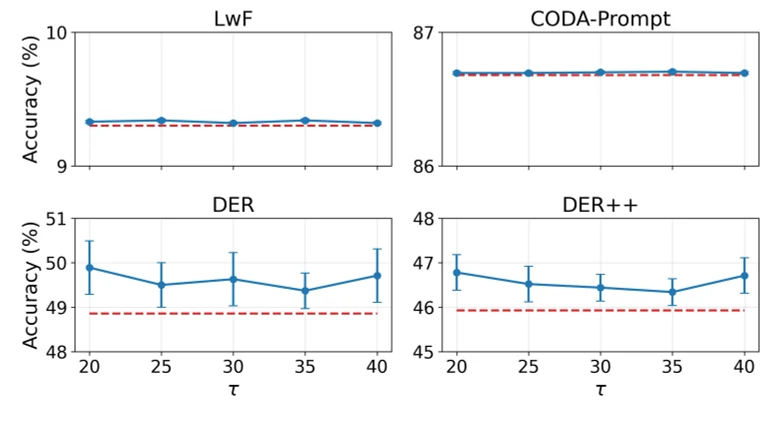 LwF
CODA-Prompt
Accuracy (%)
10
9
87
86
DER
DER++
Accuracy (%)
51
50
49
48
48
47
46
45
20 25 30 35 40
20 25 30 35 40
τ
τ